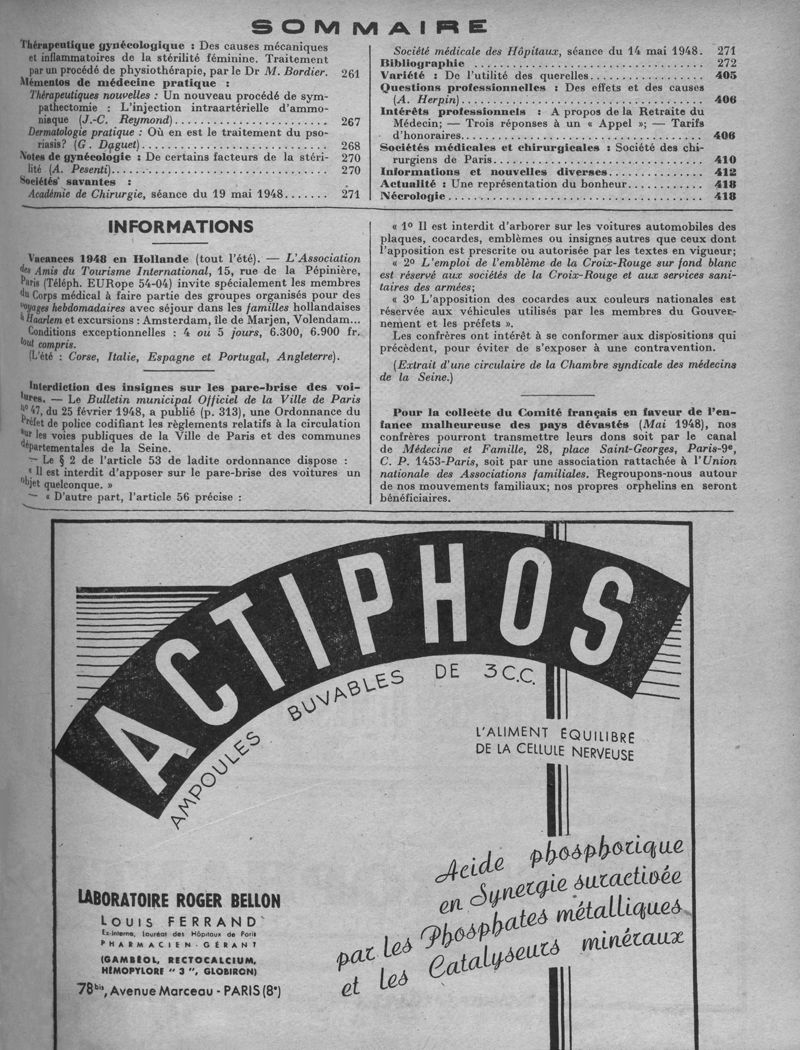 SOMMAIRE
Thérapeutique gynécologique : Des causes mécaniques
et inflammatoires de la stérilité féminine. Traitement
par un procédé de physiothérapie, par le Dr M. Bordier. 261
Mémentos de médecine pratique :
Thérapeutiques nouvelles : Un nouveau procédé de sym-
pathectomie : L'injection intraartérielle d'ammo-
niaque (J.-C. Reymond) 267
Dermatologie pratique : Où en est le traitement du pso-
riasis? (G. Daguet) 268
Notes de gynécologie : De certains facteurs de la stéri- 270
lité (A. Pesenti) 270
Sociétés savantes :
Académie de Chirurgie, séance du 19 mai 1948 271
Société médicale des Hôpitaux, séance du 14 mai 1948. 271
Bibliographie 272
Variété : De l'utilité des querelles 405
Questions professionnelles : Des effets et des causes
(A. Herpin) 406
Intérêts professionnels : A propos de la Retraite du
Médecin; — Trois réponses à un « Appel »; — Tarifs
d'honoraires 406
Sociétés médicales et chirurgicales : Société des chi-
rurgiens de Paris 410
Informations et nouvelles diverses 412
Actualité : Une représentation du bonheur 418
Nécrologie 418
INFORMATIONS
Vacances 1948 en Hollande (tout l'été). — L'Association
des Amis du Tourisme International, 15, rue de la Pépinière,
Paris (Téléph. EURope 54-04) invite spécialement les membres
du Corps médical à faire partie des groupes organisés pour des
voyages hebdomadaires avec séjour dans les familles hollandaises
à Haarlem et excursions : Amsterdam, île de Marjen, Volendam...
Conditions exceptionnelles : 4 ou 5 jours, 6.300, 6.900 fr.
tout compris.
(L'été : Corse, Italie, Espagne et Portugal, Angleterre).
Interdiction des insignes sur les pare-brise des voi-
tures. — Le Bulletin municipal Officiel de la Ville de Paris
nº 47, du 25 février 1948, a publié (p. 313), une Ordonnance du
Préfet de police codifiant les règlements relatifs à la circulation
sur les voies publiques de la Ville de Paris et des communes
départementales de la Seine.
— Le § 2 de l'article 53 de ladite ordonnance dispose :
« Il est interdit d'apposer sur le pare-brise des voitures un
objet quelconque. »
— « D'autre part, l'article 56 précise :
« 1º Il est interdit d'arborer sur les voitures automobiles des
plaques, cocardes, emblèmes ou insignes autres que ceux dont
l'apposition est prescrite ou autorisée par les textes en vigueur;
« 2º L'emploi de l'emblème de la Croix-Rouge sur fond blanc
est réservé aux sociétés de la Croix-Rouge et aux services sani-
taires des armées;
« 3º L'apposition des cocardes aux couleurs nationales est
réservée aux véhicules utilisés par les membres du Gouver-
nement et les préfets ».
Les confrères ont intérêt à se conformer aux dispositions qui
précèdent, pour éviter de s'exposer à une contravention.
(Extrait d'une circulaire de la Chambre syndicale des médecins
de la Seine.)
Pour la collecte du Comité français en faveur de l'en-
fance malheureuse des pays dévastés (Mai 1948), nos
confrères pourront transmettre leurs dons soit par le canal
de Médecine et Famille, 28, place Saint-Georges, Paris-9e,
C. P. 1453-Paris, soit par une association rattachée à l'Union
nationale des Associations familiales. Regroupons-nous autour
de nos mouvements familiaux; nos propres orphelins en seront
bénéficiaires.
ACTIPHOS
AMPOULES BUVABLES DE 3 C.C.
L'ALIMENT ÉQUILIBRÉ
DE LA CELLULE NERVEUSE
Acide phosphorique
en Synergie suractivée
par les Phosphates métalliques
et les Catalyseurs minéraux
LABORATOIRE ROGER BELLON
LOUIS FERRAND
Ex-Interne, Lauréat des Hôpitaux de Paris
PHARMACIEN-GÉRANT
(GAMBÉOL, RECTOCALCIUM,
HÉMOPYLORE " 3 ", GLOBIRON)
78bis, Avenue Marceau - PARIS (8e)